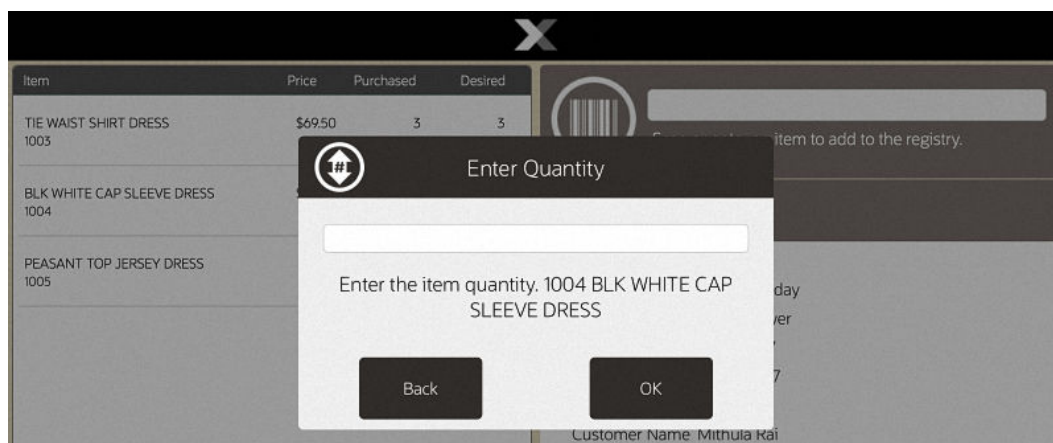 Item Price Purchased Desired
TIE WAIST SHIRT DRESS $69.50 3 3
1003
BLK WHITE CAP SLEEVE DRESS
1004
PEASANT TOP JERSEY DRESS
1005
item to add to the registry.
#
Enter Quantity
Enter the item quantity. 1004 BLK WHITE CAP
SLEEVE DRESS
Back OK
day
7
Customer Name Mithula Rai